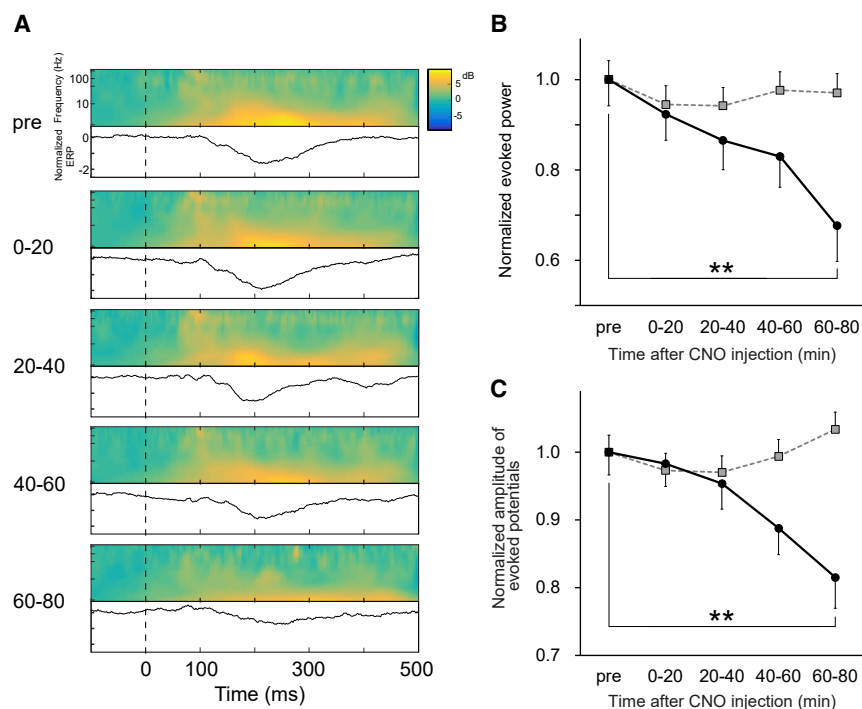 A
pre
Frequency (Hz)
100
10
Normalized
ERP
0
-2
dB
5
0
-5
0-20
20-40
40-60
60-80
0
100
300
500
Time (ms)
B
Normalized evoked power
1.0
0.8
0.6
**
pre 0-20 20-40 40-60 60-80
Time after CNO injection (min)
C
Normalized amplitude of
evoked potentials
1.0
0.9
0.8
0.7
**
pre 0-20 20-40 40-60 60-80
Time after CNO injection (min)